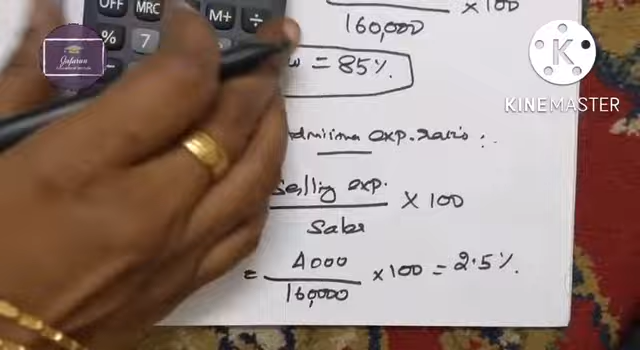 OFF MRC M+ ÷
% 7
Gafarun
× 100
160,000
= 85%.
exp. ratio :-
Selling exp. × 100
Sales
= 4000 × 100 = 2.5%.
160,000
K
KINEMASTER